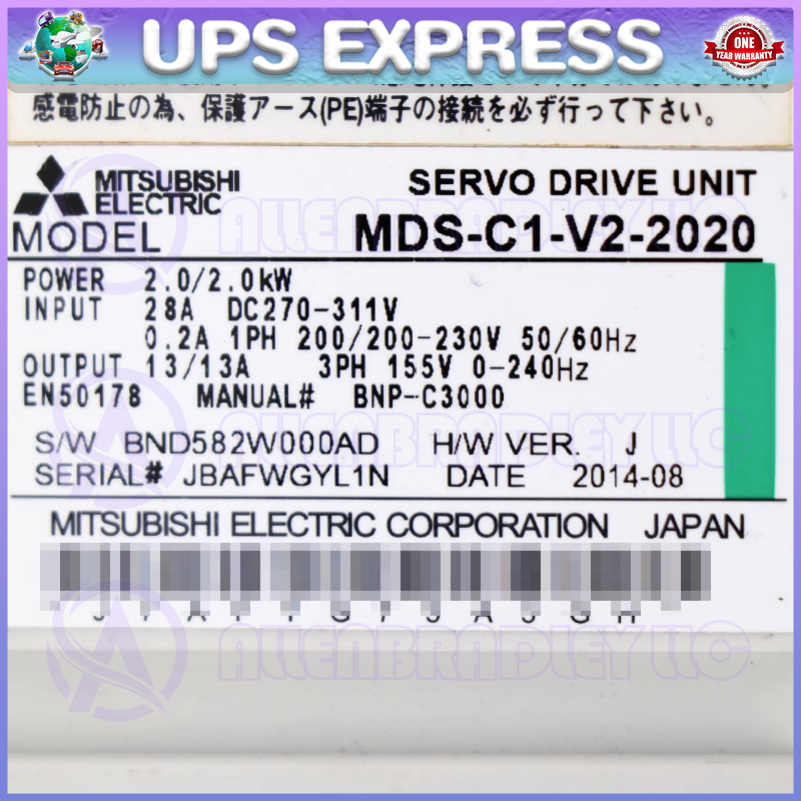 UPS EXPRESS
ONE
YEAR WARRANTY
感電防止の為、保護アース(PE)端子の接続を必ず行って下さい。
MITSUBISHI
ELECTRIC
SERVO DRIVE UNIT
MODEL MDS-C1-V2-2020
POWER 2.0/2.0kW
INPUT 28A DC270-311V
0.2A 1PH 200/200-230V 50/60Hz
OUTPUT 13/13A 3PH 155V 0-240Hz
EN50178 MANUAL# BNP-C3000
S/W BND582W000AD H/W VER. J
SERIAL# JBAFWGYL1N DATE 2014-08
MITSUBISHI ELECTRIC CORPORATION JAPAN
ALLENBRADLEY LLC
ALLENBRADLEY LLC
ALLENBRADLEY LLC